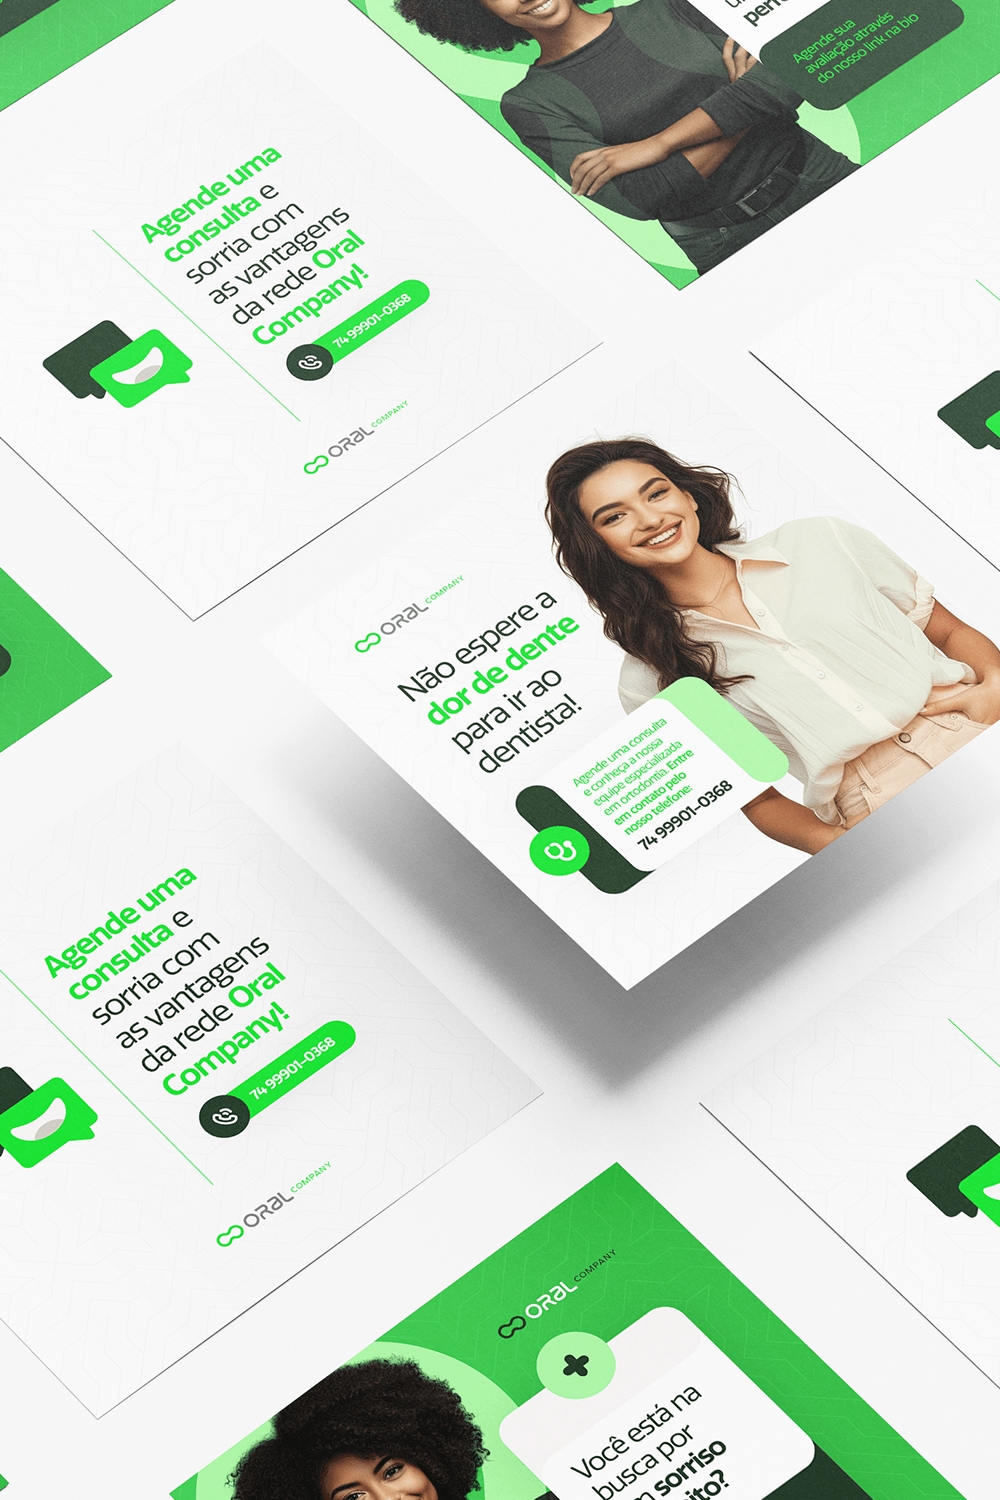 Agende sua
avaliação através
do nosso link na bio
Agende uma
consulta e
sorria com
as vantagens
da rede Oral
Company!
74 99901-0368
ORAL COMPANY
ORAL COMPANY
Não espere a
dor de dente
para ir ao
dentista!
Agende uma consulta
e conheça a nossa
equipe especializada
em ortodontia. Entre
em contato pelo
nosso telefone:
74 99901-0368
Agende uma
consulta e
sorria com
as vantagens
da rede Oral
Company!
74 99901-0368
ORAL COMPANY
ORAL COMPANY
Você está na
busca por
sorriso